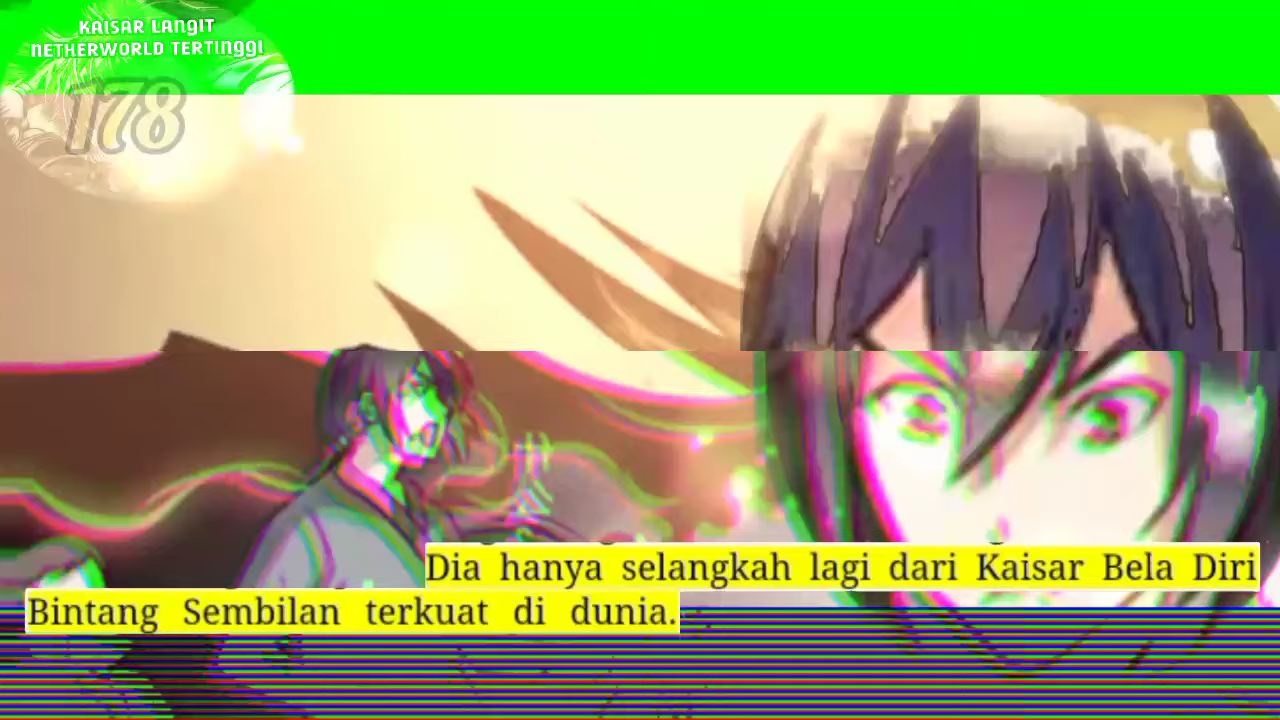 KAISAR LANGIT
NETHERWORLD TERTINGGI
178
Dia hanya selangkah lagi dari Kaisar Bela Diri
Bintang Sembilan terkuat di dunia.